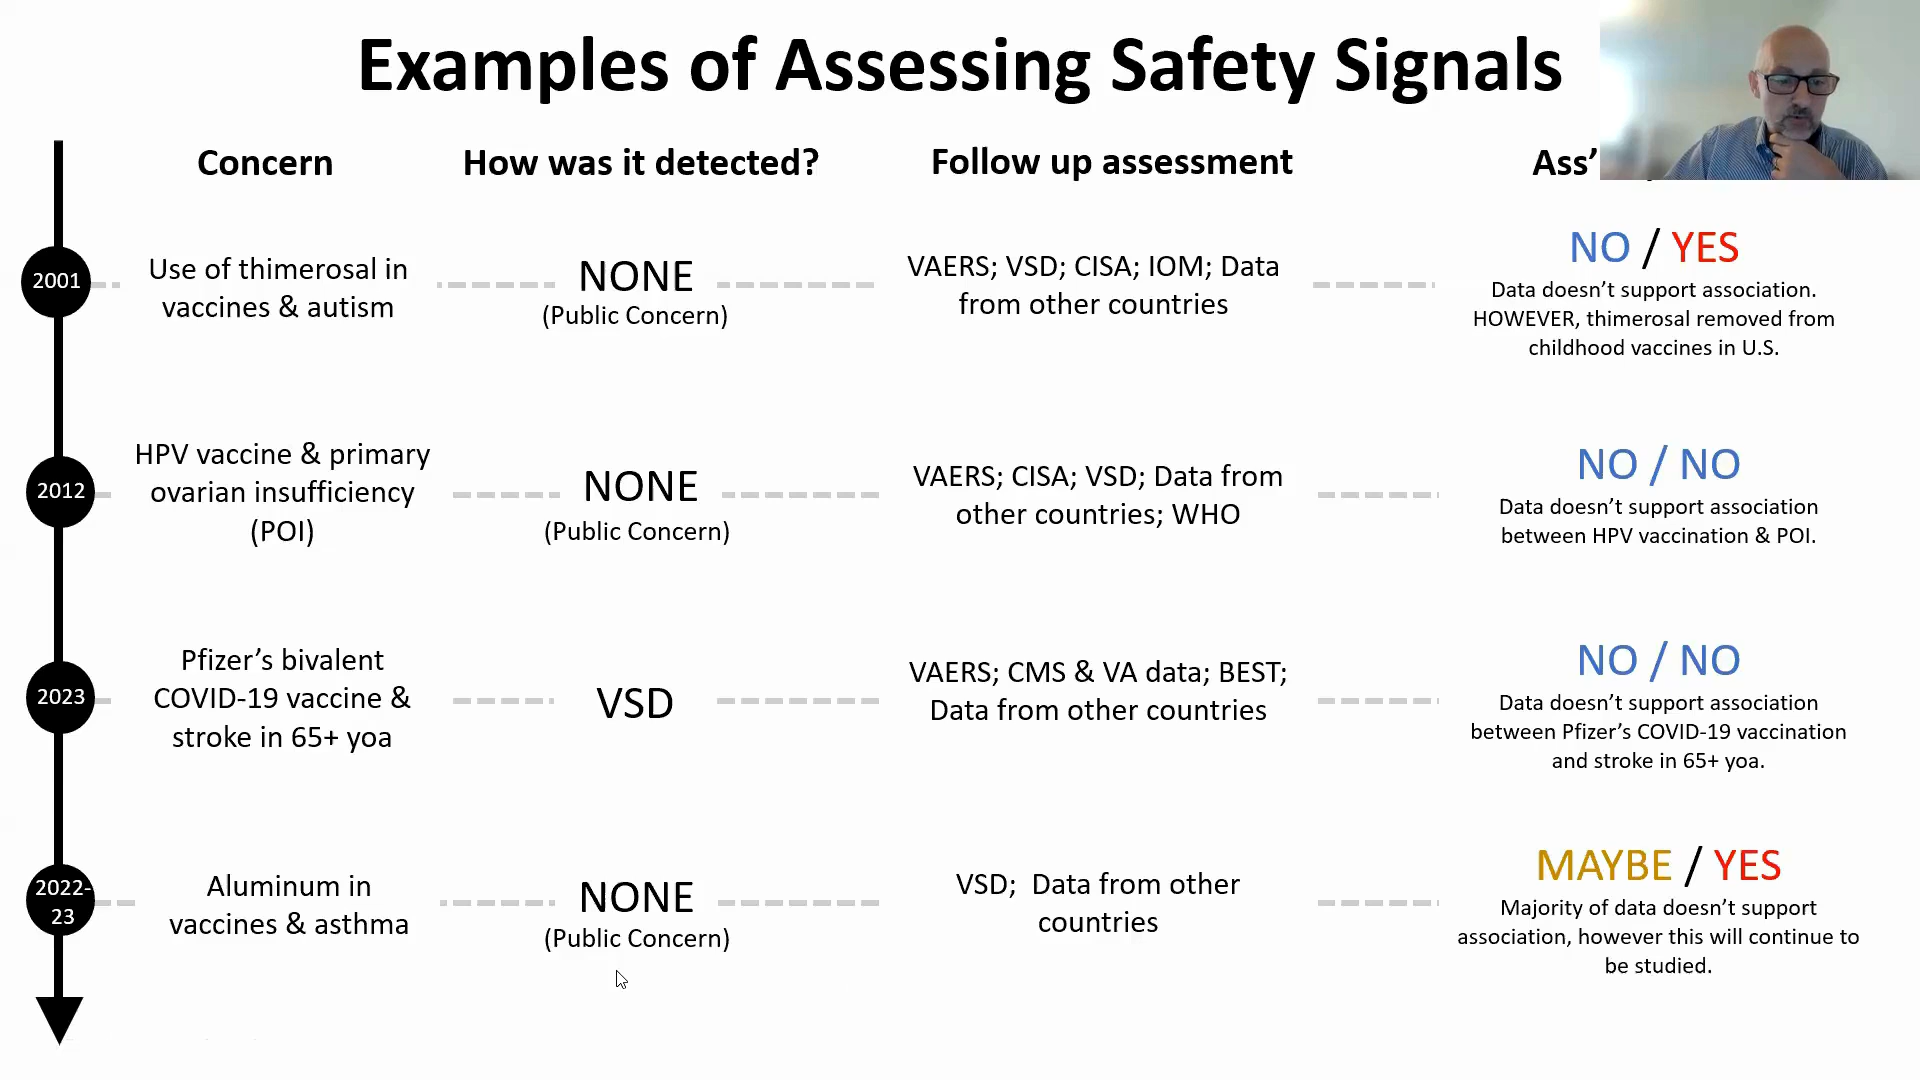 Examples of Assessing Safety Signals
Concern
How was it detected?
Follow up assessment
Ass'
2001
Use of thimerosal in
vaccines & autism
NONE
(Public Concern)
VAERS; VSD; CISA; IOM; Data
from other countries
NO / YES
Data doesn’t support association.
HOWEVER, thimerosal removed from
childhood vaccines in U.S.
2012
HPV vaccine & primary
ovarian insufficiency
(POI)
NONE
(Public Concern)
VAERS; CISA; VSD; Data from
other countries; WHO
NO / NO
Data doesn’t support association
between HPV vaccination & POI.
2023
Pfizer’s bivalent
COVID-19 vaccine &
stroke in 65+ yoa
VSD
VAERS; CMS & VA data; BEST;
Data from other countries
NO / NO
Data doesn’t support association
between Pfizer’s COVID-19 vaccination
and stroke in 65+ yoa.
2022-
23
Aluminum in
vaccines & asthma
NONE
(Public Concern)
VSD; Data from other
countries
MAYBE / YES
Majority of data doesn’t support
association, however this will continue to
be studied.